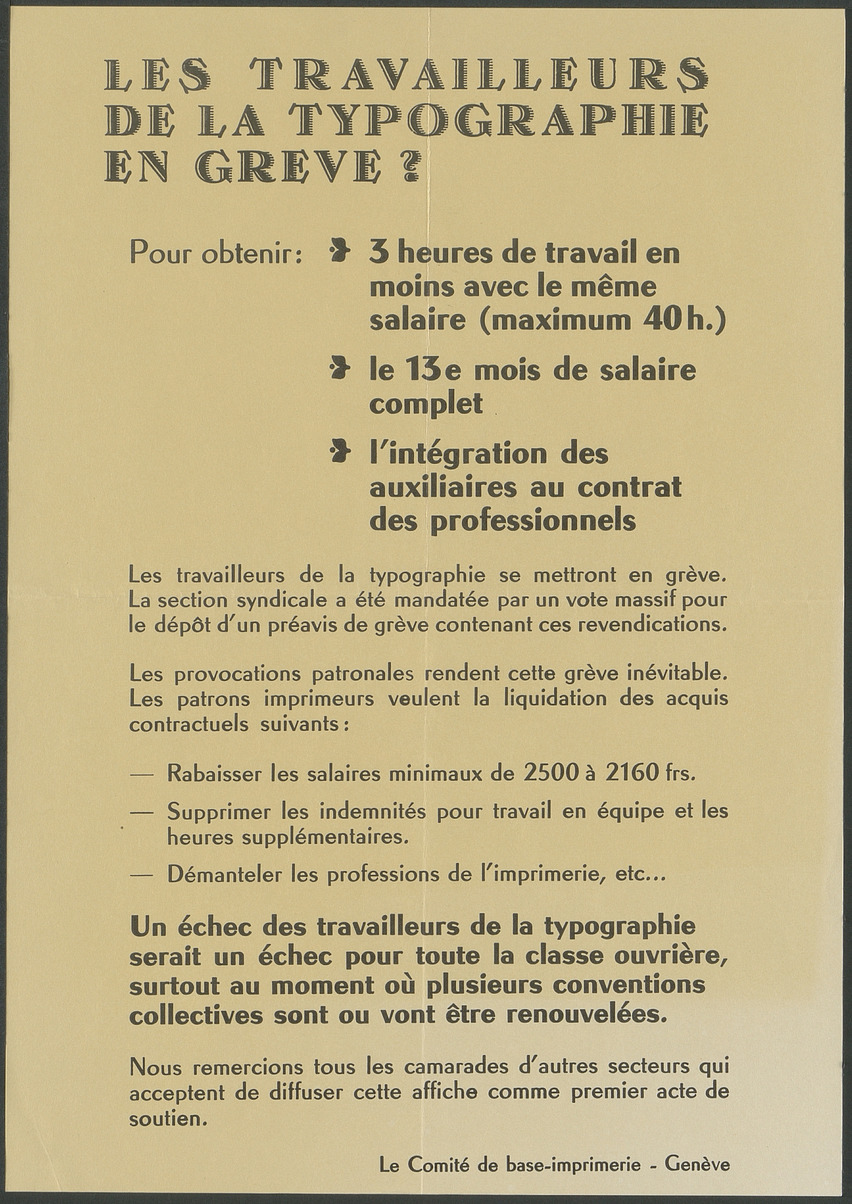 LES TRAVAILLEURS
DE LA TYPOGRAPHIE
EN GREVE ?
Pour obtenir: 3 heures de travail en
moins avec le même
salaire (maximum 40 h.)
le 13e mois de salaire
complet
l'intégration des
auxiliaires au contrat
des professionnels
Les travailleurs de la typographie se mettront en grève.
La section syndicale a été mandatée par un vote massif pour
le dépôt d'un préavis de grève contenant ces revendications.
Les provocations patronales rendent cette grève inévitable.
Les patrons imprimeurs veulent la liquidation des acquis
contractuels suivants :
— Rabaisser les salaires minimaux de 2500 à 2160 frs.
— Supprimer les indemnités pour travail en équipe et les
heures supplémentaires.
— Démanteler les professions de l'imprimerie, etc...
Un échec des travailleurs de la typographie
serait un échec pour toute la classe ouvrière,
surtout au moment où plusieurs conventions
collectives sont ou vont être renouvelées.
Nous remercions tous les camarades d'autres secteurs qui
acceptent de diffuser cette affiche comme premier acte de
soutien.
Le Comité de base-imprimerie - Genève